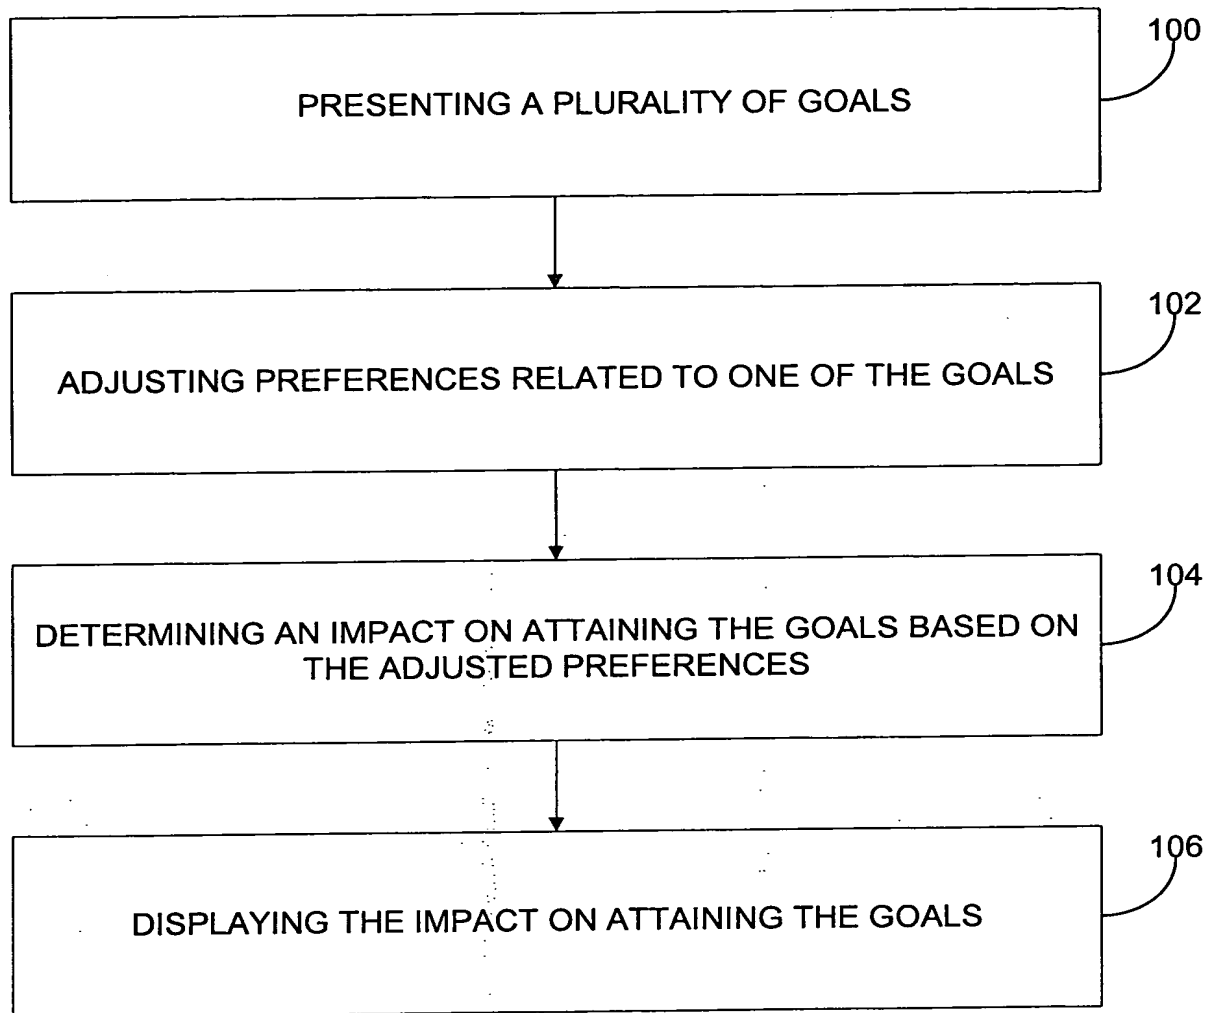 100
PRESENTING A PLURALITY OF GOALS
102
ADJUSTING PREFERENCES RELATED TO ONE OF THE GOALS
104
DETERMINING AN IMPACT ON ATTAINING THE GOALS BASED ON
THE ADJUSTED PREFERENCES
106
DISPLAYING THE IMPACT ON ATTAINING THE GOALS